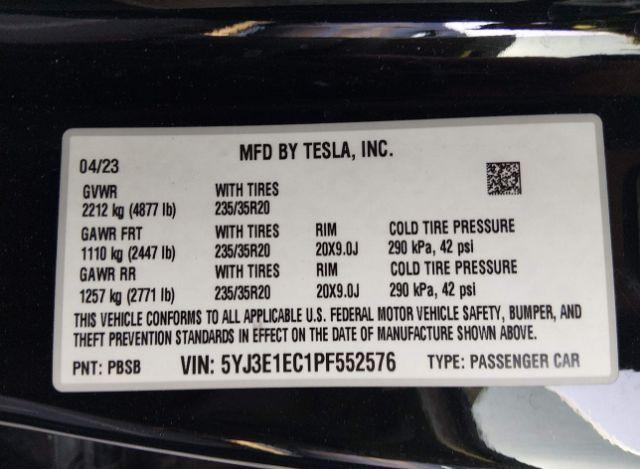 MFD BY TESLA, INC.
04/23
GVWR WITH TIRES
2212 kg (4877 lb) 235/35R20
GAWR FRT WITH TIRES RIM COLD TIRE PRESSURE
1110 kg (2447 lb) 235/35R20 20X9.0J 290 kPa, 42 psi
GAWR RR WITH TIRES RIM COLD TIRE PRESSURE
1257 kg (2771 lb) 235/35R20 20X9.0J 290 kPa, 42 psi
THIS VEHICLE CONFORMS TO ALL APPLICABLE U.S. FEDERAL MOTOR VEHICLE SAFETY, BUMPER, AND
THEFT PREVENTION STANDARDS IN EFFECT ON THE DATE OF MANUFACTURE SHOWN ABOVE.
PNT: PBSB VIN: 5YJ3E1EC1PF552576 TYPE: PASSENGER CAR